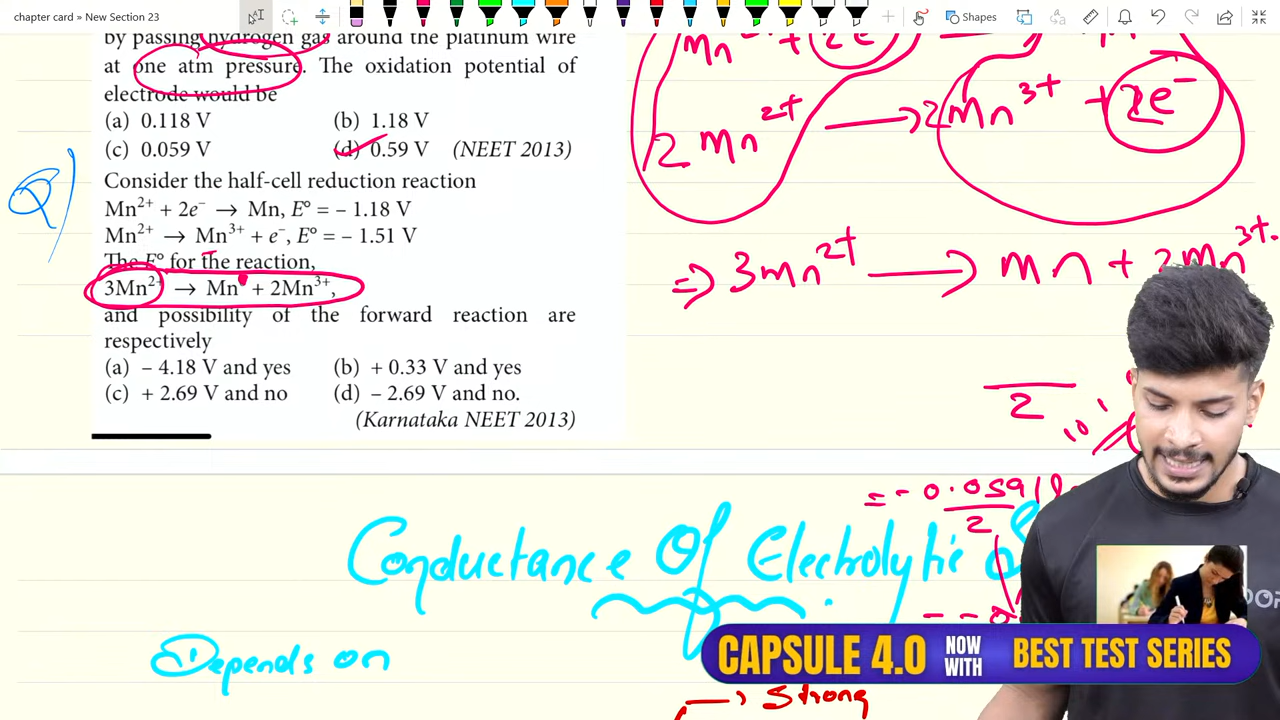 chapter card » New Section 23
Shapes
by passing hydrogen gas around the platinum wire
at one atm pressure. The oxidation potential of
electrode would be
(a) 0.118 V (b) 1.18 V
(c) 0.059 V (d) 0.59 V (NEET 2013)
Q)
Consider the half-cell reduction reaction
Mn²⁺ + 2e⁻ → Mn, E° = – 1.18 V
Mn²⁺ → Mn³⁺ + e⁻, E° = – 1.51 V
The E° for the reaction,
3Mn²⁺ → Mn + 2Mn³⁺,
and possibility of the forward reaction are
respectively
(a) – 4.18 V and yes (b) + 0.33 V and yes
(c) + 2.69 V and no (d) – 2.69 V and no.
(Karnataka NEET 2013)
2 Mn²⁺ → 2Mn³⁺ + 2e⁻
⇒ 3Mn²⁺ → Mn + 2Mn³⁺
2
= - 0.0591
2
Conductance Of Electrolytic
Depends on
CAPSULE 4.0 NOW WITH BEST TEST SERIES
→ Strong